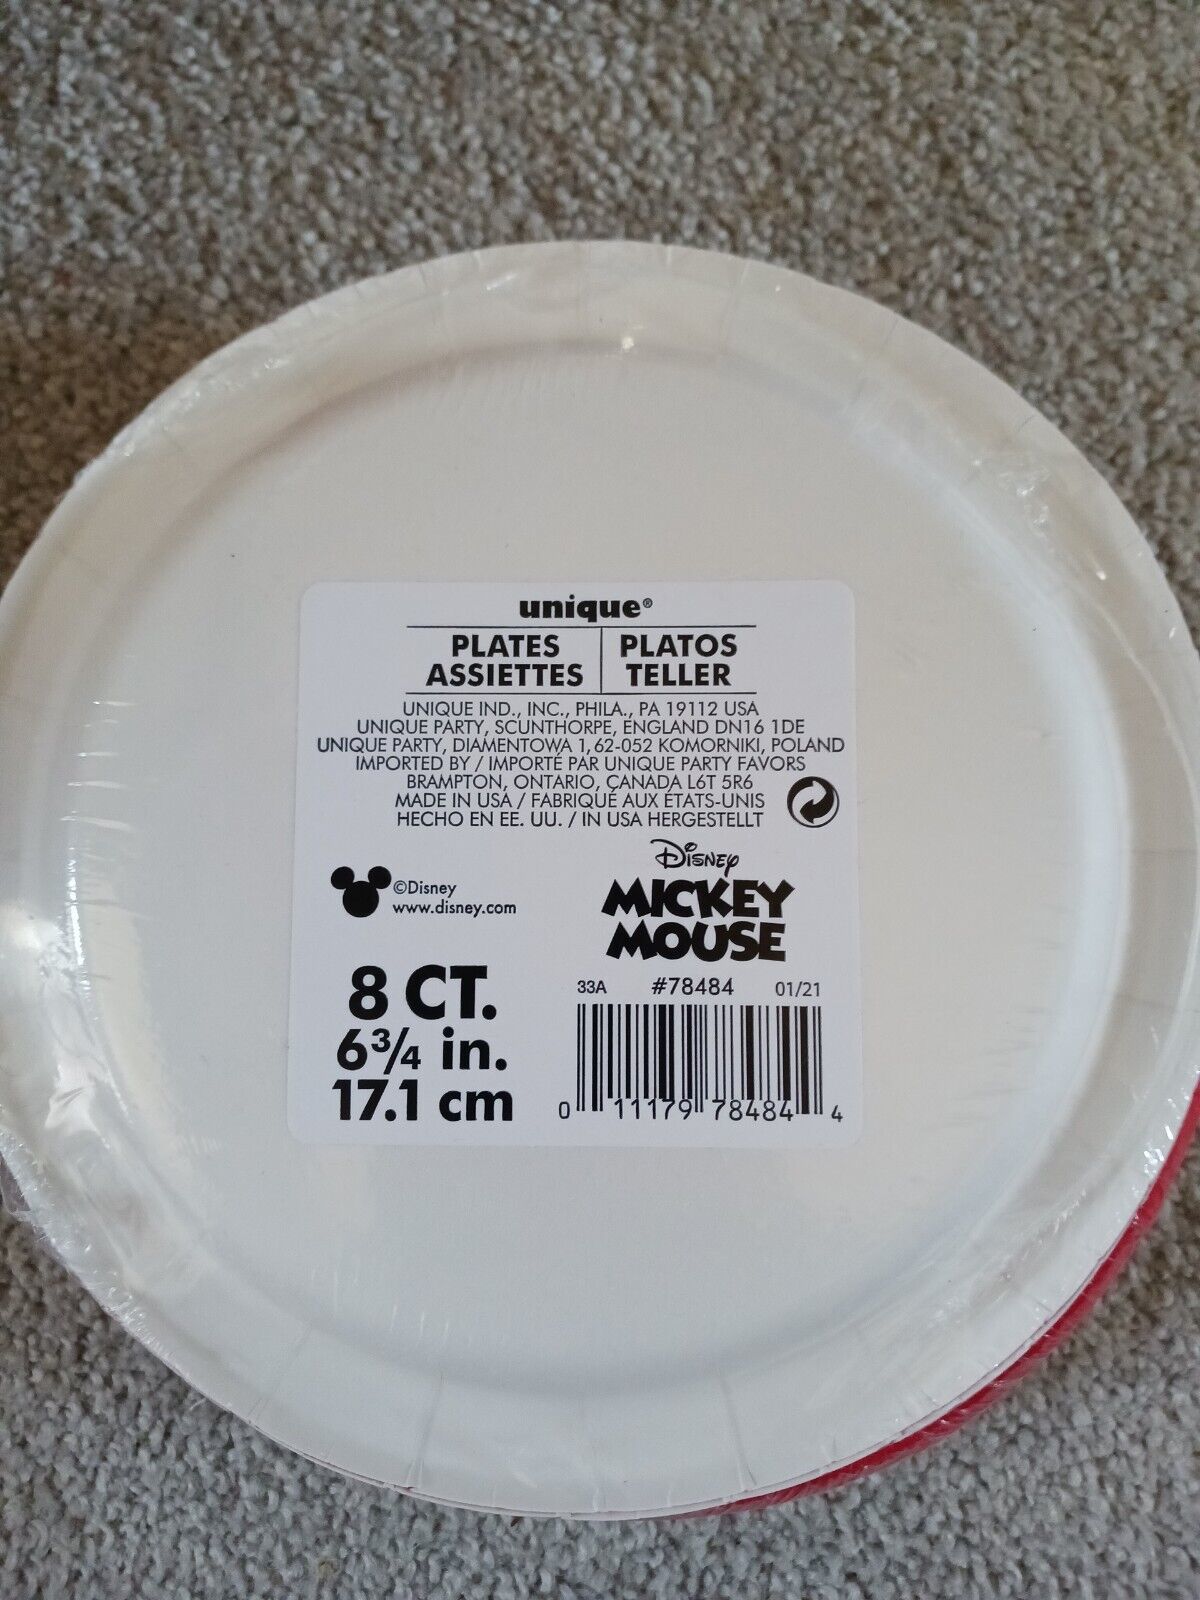 unique®
PLATES
ASSIETTES
PLATOS
TELLER
UNIQUE IND., INC., PHILA., PA 19112 USA
UNIQUE PARTY, SCUNTHORPE, ENGLAND DN16 1DE
UNIQUE PARTY, DIAMENTOWA 1, 62-052 KOMORNIKI, POLAND
IMPORTED BY / IMPORTÉ PAR UNIQUE PARTY FAVORS
BRAMPTON, ONTARIO, CANADA L6T 5R6
MADE IN USA / FABRIQUÉ AUX ÉTATS-UNIS
HECHO EN EE. UU. / IN USA HERGESTELLT
©Disney
www.disney.com
Disney
MICKEY
MOUSE
8 CT.
6¾ in.
17.1 cm
33A #78484 01/21
0 11179 78484 4